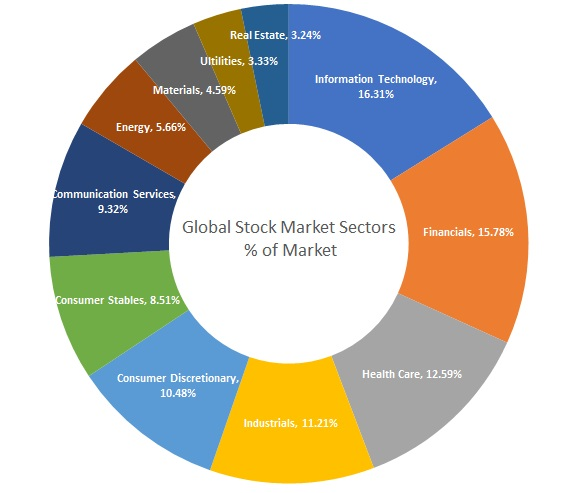 Real Estate, 3.24%
Information Technology,
16.31%
Financials, 15.78%
Health Care, 12.59%
Industrials, 11.21%
Consumer Discretionary,
10.48%
Consumer Stables, 8.51%
Communication Services,
9.32%
Energy, 5.66%
Materials, 4.59%
Ultilities, 3.33%
Global Stock Market Sectors
% of Market